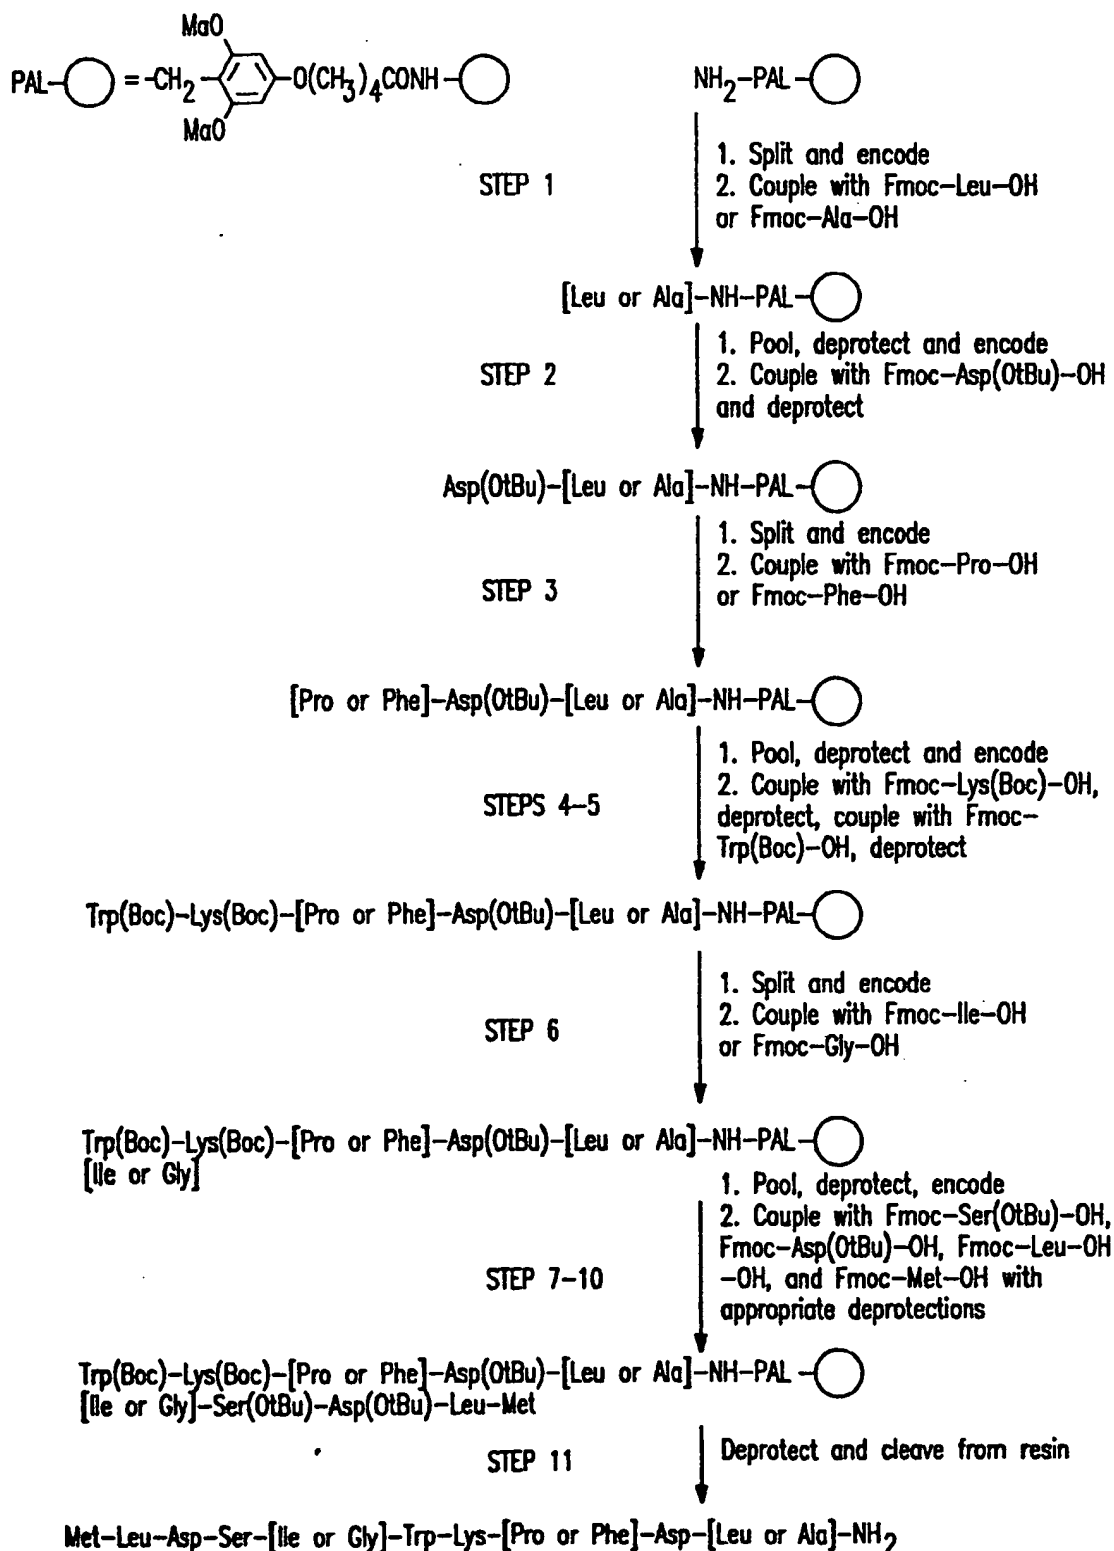 MaO
PAL-
=-CH2-
-O(CH3)4CONH-
MaO
NH2-PAL-
STEP 1
1. Split and encode
2. Couple with Fmoc-Leu-OH
or Fmoc-Ala-OH
[Leu or Ala]-NH-PAL-
STEP 2
1. Pool, deprotect and encode
2. Couple with Fmoc-Asp(OtBu)-OH
and deprotect
Asp(OtBu)-[Leu or Ala]-NH-PAL-
STEP 3
1. Split and encode
2. Couple with Fmoc-Pro-OH
or Fmoc-Phe-OH
[Pro or Phe]-Asp(OtBu)-[Leu or Ala]-NH-PAL-
STEPS 4-5
1. Pool, deprotect and encode
2. Couple with Fmoc-Lys(Boc)-OH,
deprotect, couple with Fmoc-
Trp(Boc)-OH, deprotect
Trp(Boc)-Lys(Boc)-[Pro or Phe]-Asp(OtBu)-[Leu or Ala]-NH-PAL-
STEP 6
1. Split and encode
2. Couple with Fmoc-Ile-OH
or Fmoc-Gly-OH
Trp(Boc)-Lys(Boc)-[Pro or Phe]-Asp(OtBu)-[Leu or Ala]-NH-PAL-
[Ile or Gly]
STEP 7-10
1. Pool, deprotect, encode
2. Couple with Fmoc-Ser(OtBu)-OH,
Fmoc-Asp(OtBu)-OH, Fmoc-Leu-OH
-OH, and Fmoc-Met-OH with
appropriate deprotections
Trp(Boc)-Lys(Boc)-[Pro or Phe]-Asp(OtBu)-[Leu or Ala]-NH-PAL-
[Ile or Gly]-Ser(OtBu)-Asp(OtBu)-Leu-Met
STEP 11
Deprotect and cleave from resin
Met-Leu-Asp-Ser-[Ile or Gly]-Trp-Lys-[Pro or Phe]-Asp-[Leu or Ala]-NH2